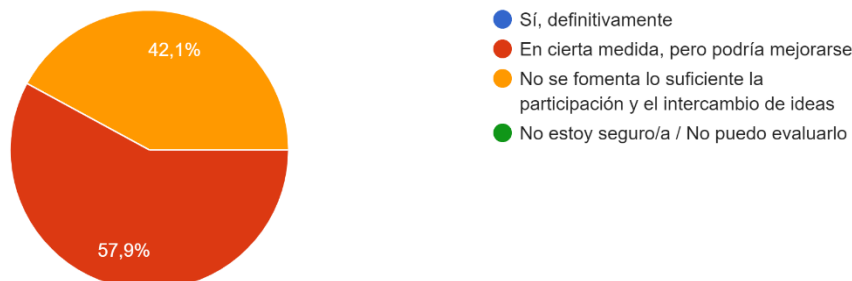 42,1%
57,9%
Sí, definitivamente
En cierta medida, pero podría mejorarse
No se fomenta lo suficiente la
participación y el intercambio de ideas
No estoy seguro/a / No puedo evaluarlo